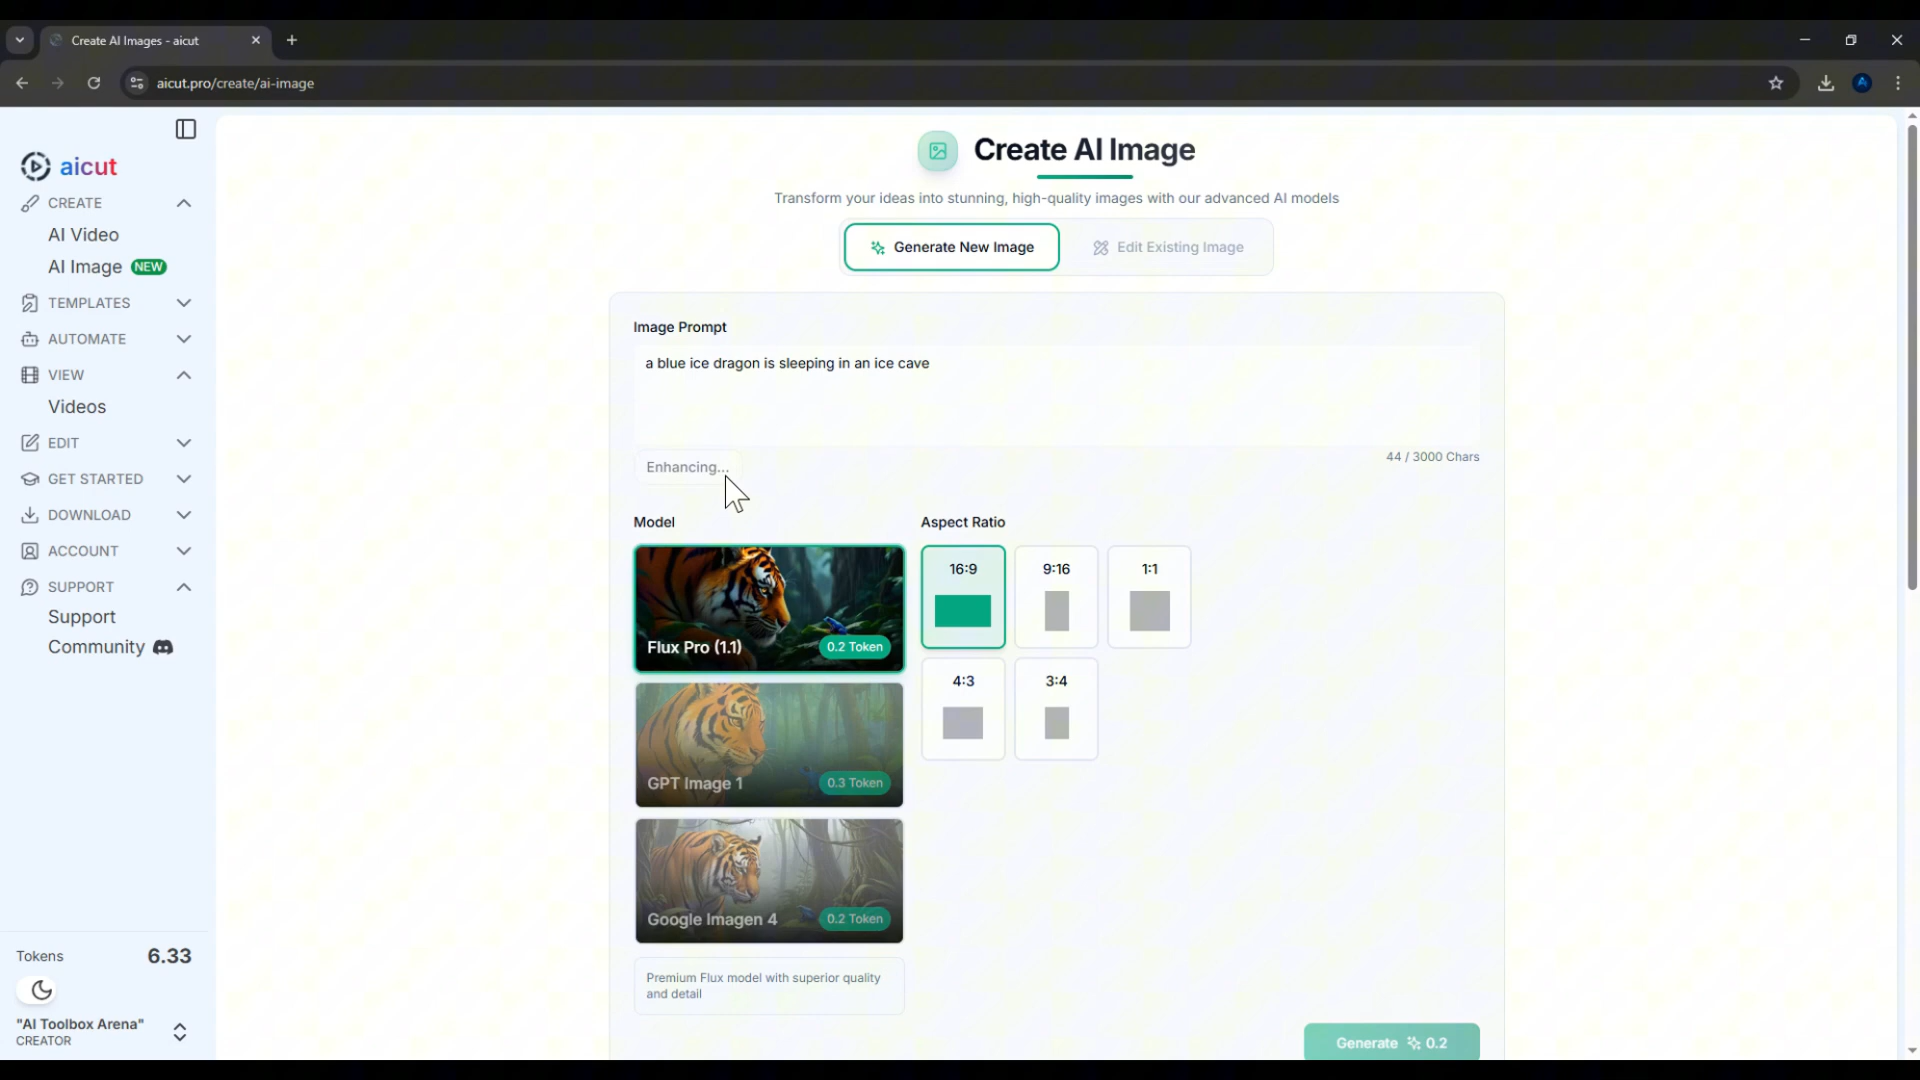 Create AI Images - aicut
aicut.pro/create/ai-image
aicut
CREATE
AI Video
AI Image NEW
TEMPLATES
AUTOMATE
VIEW
Videos
EDIT
GET STARTED
DOWNLOAD
ACCOUNT
SUPPORT
Support
Community
Tokens 6.33
"AI Toolbox Arena"
CREATOR
Create AI Image
Transform your ideas into stunning, high-quality images with our advanced AI models
Generate New Image
Edit Existing Image
Image Prompt
a blue ice dragon is sleeping in an ice cave
Enhancing...
44 / 3000 Chars
Model
Flux Pro (1.1) 0.2 Token
GPT Image 1 0.3 Token
Google Imagen 4 0.2 Token
Premium Flux model with superior quality
and detail
Aspect Ratio
16:9 9:16 1:1
4:3 3:4
Generate 0.2